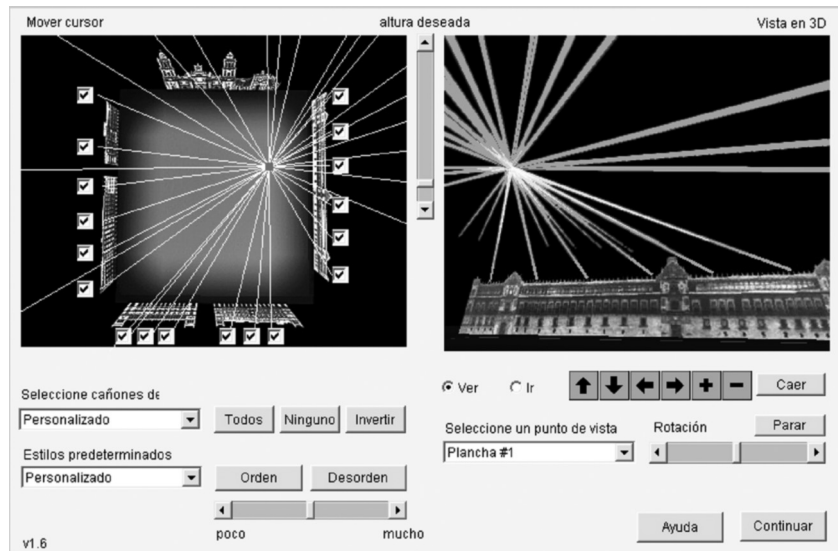 Mover cursor
altura deseada
Vista en 3D
Seleccione cañones de
Personalizado
Todos
Ninguno
Invertir
Estilos predeterminados
Personalizado
Orden
Desorden
poco
mucho
v1.6
Ver
Ir
Caer
Seleccione un punto de vista
Rotación
Parar
Plancha #1
Ayuda
Continuar